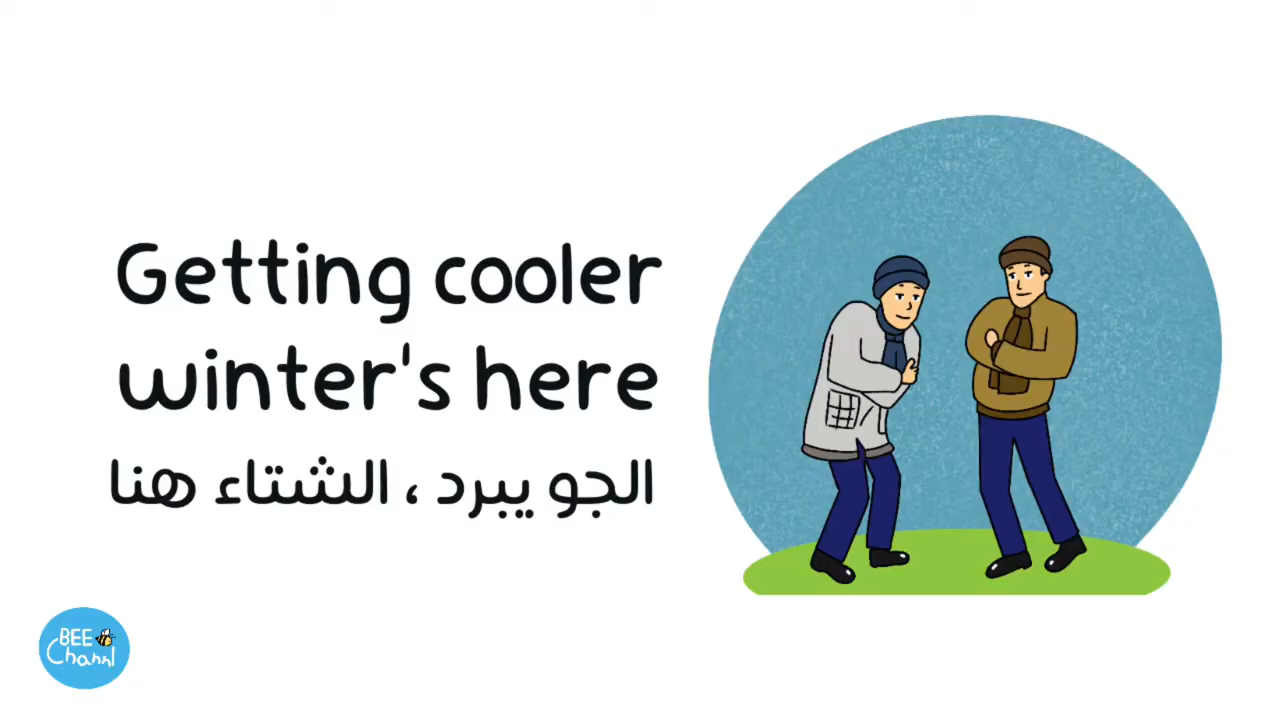 Getting cooler
winter's here
الجو يبرد ، الشتاء هنا
BEE
Channl